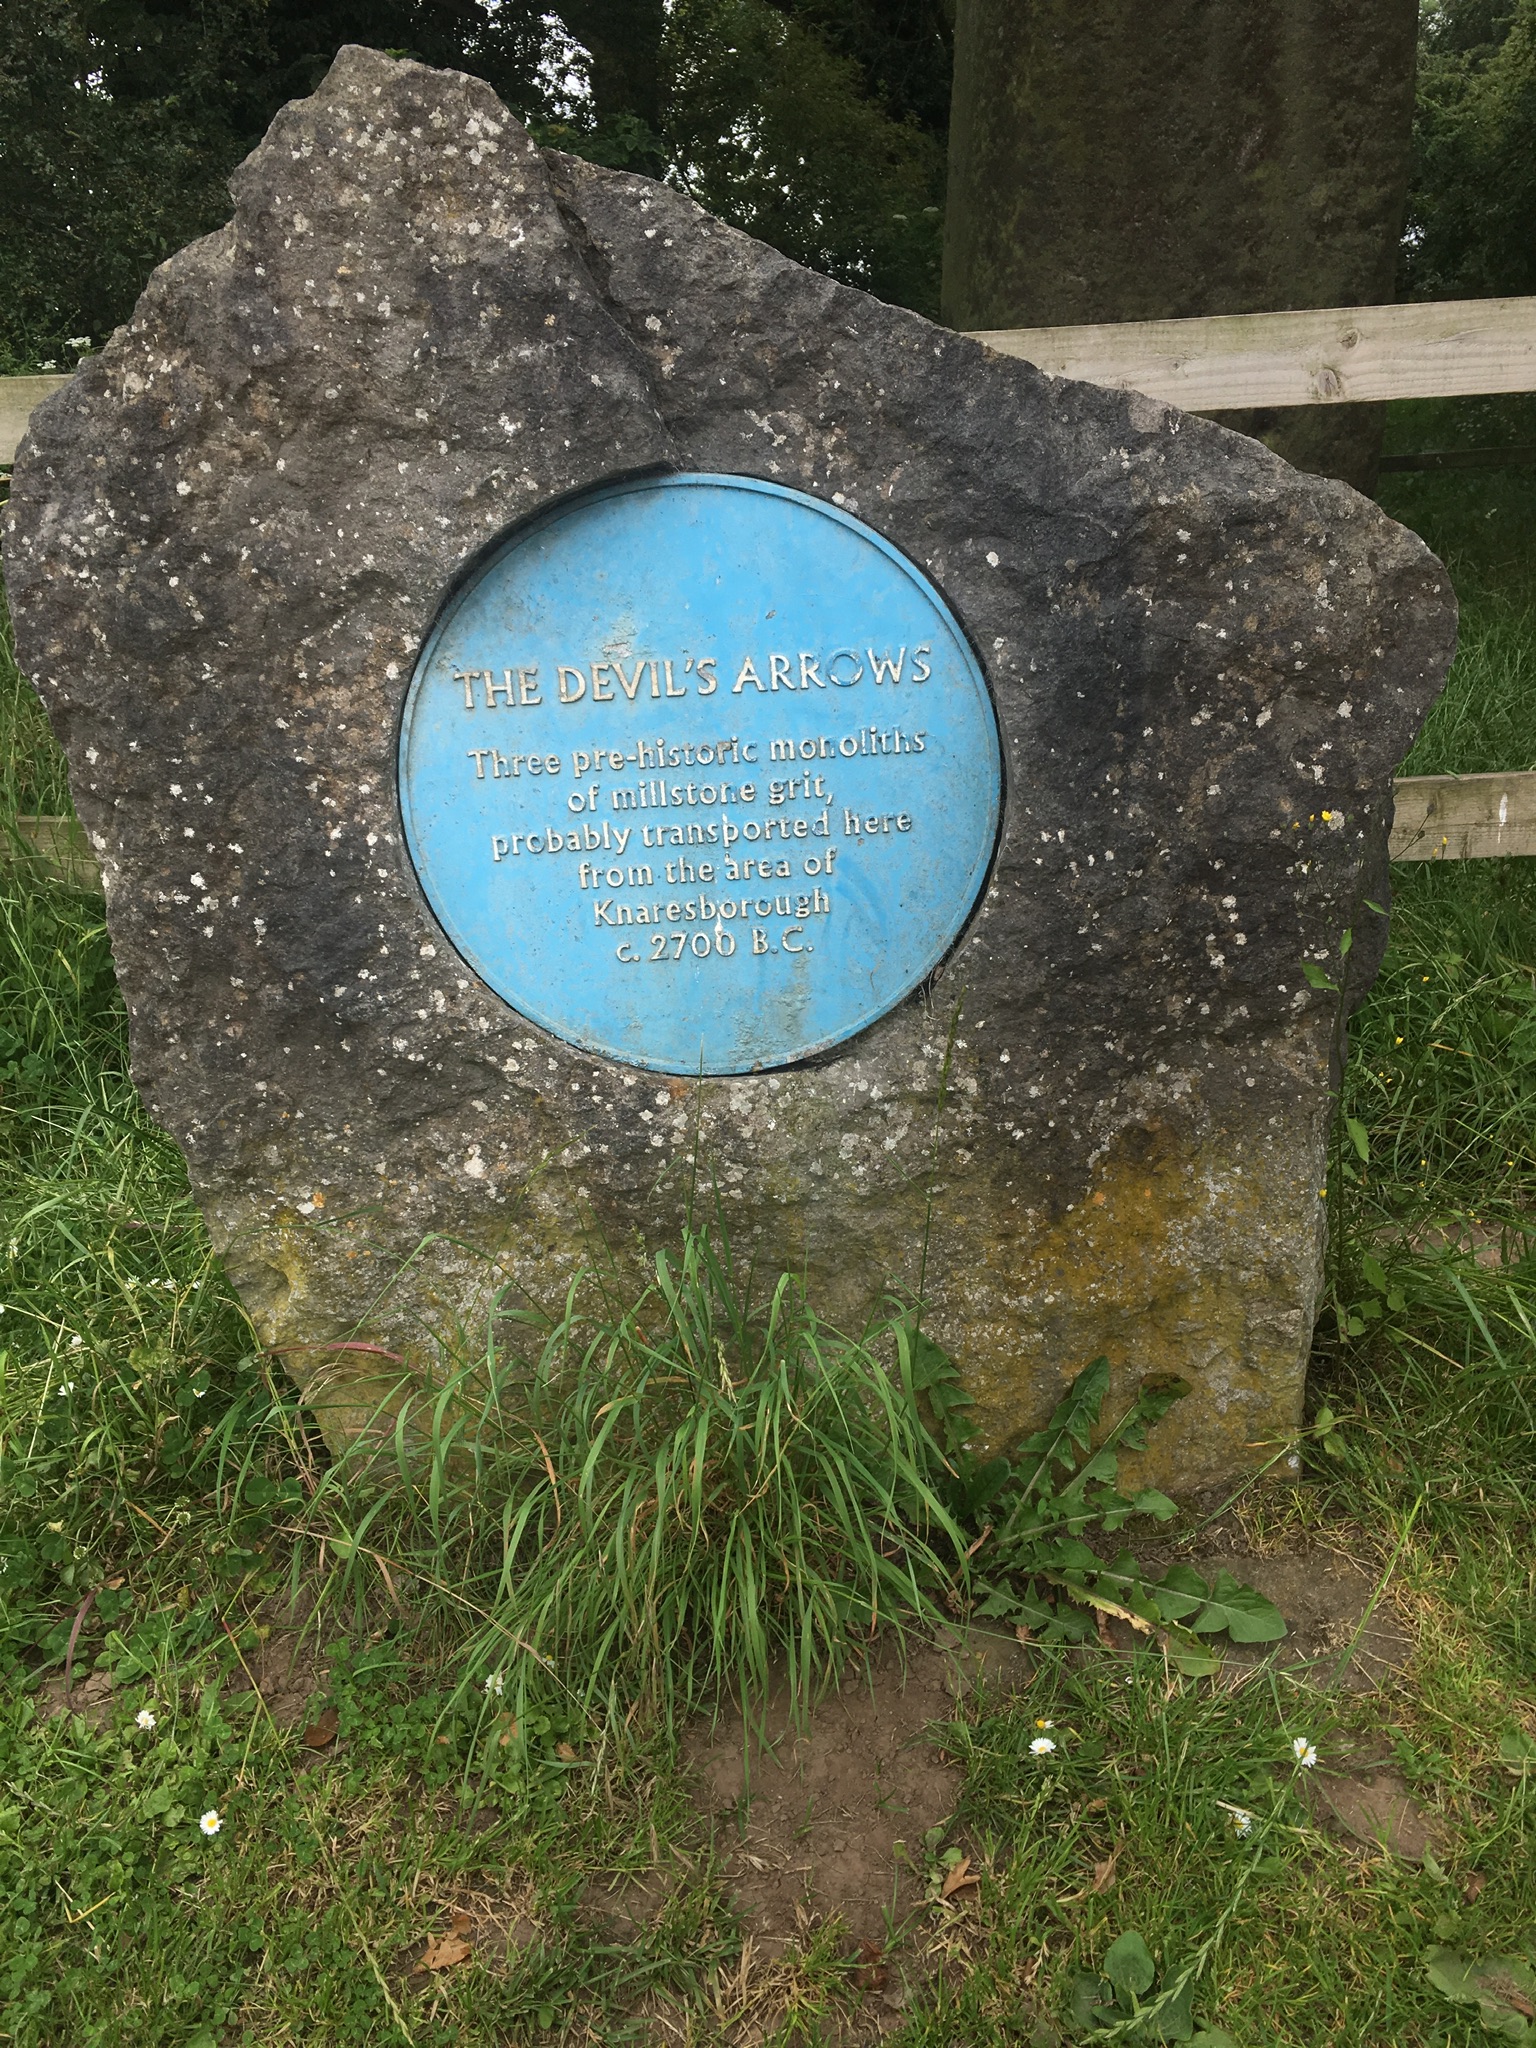 THE DEVIL'S ARROWS
Three pre-historic monoliths
of millstone grit,
probably transported here
from the area of
Knaresborough
c. 2700 B.C.